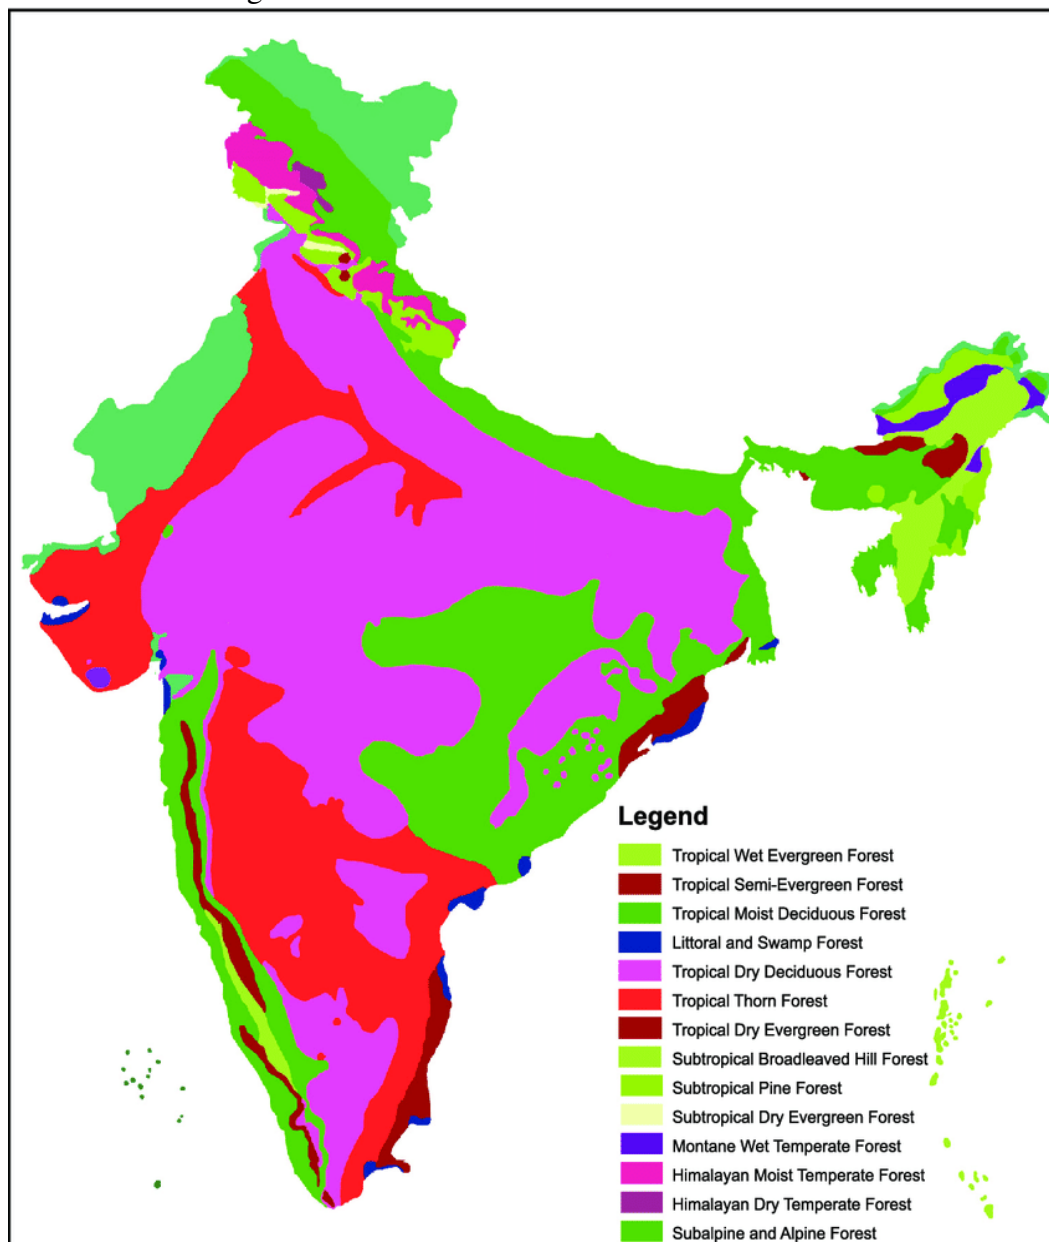 Legend
Tropical Wet Evergreen Forest
Tropical Semi-Evergreen Forest
Tropical Moist Deciduous Forest
Littoral and Swamp Forest
Tropical Dry Deciduous Forest
Tropical Thorn Forest
Tropical Dry Evergreen Forest
Subtropical Broadleaved Hill Forest
Subtropical Pine Forest
Subtropical Dry Evergreen Forest
Montane Wet Temperate Forest
Himalayan Moist Temperate Forest
Himalayan Dry Temperate Forest
Subalpine and Alpine Forest